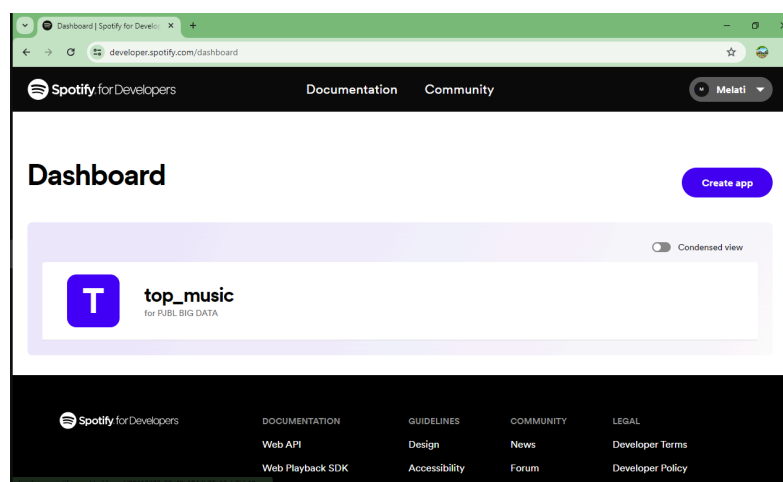 Dashboard | Spotify for Develo
developer.spotify.com/dashboard
Spotify for Developers Documentation Community M Melati
Dashboard
Create app
Condensed view
T top_music
for PJBL BIG DATA
Spotify for Developers DOCUMENTATION GUIDELINES COMMUNITY LEGAL
Web API Design News Developer Terms
Web Playback SDK Accessibility Forum Developer Policy